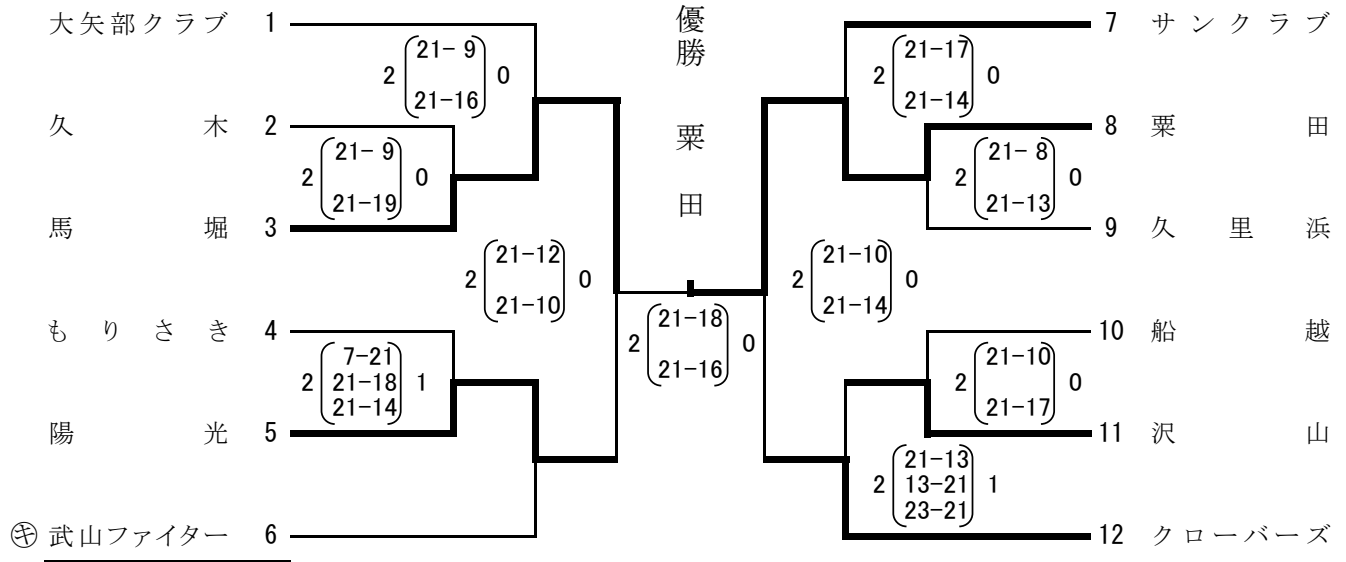 大矢部クラブ 1
2 (21- 9 21-16) 0
久木 2
2 (21- 9 21-19) 0
馬堀 3
2 (21-12 21-10) 0
もりさき 4
2 (7-21 21-18 21-14) 1
陽光 5
㋖ 武山ファイター 6
優勝 粟田
2 (21-18 21-16) 0
7 サンクラブ
2 (21-17 21-14) 0
8 粟田
2 (21- 8 21-13) 0
9 久里浜
2 (21-10 21-14) 0
10 船越
2 (21-10 21-17) 0
11 沢山
2 (21-13 13-21 23-21) 1
12 クローバーズ